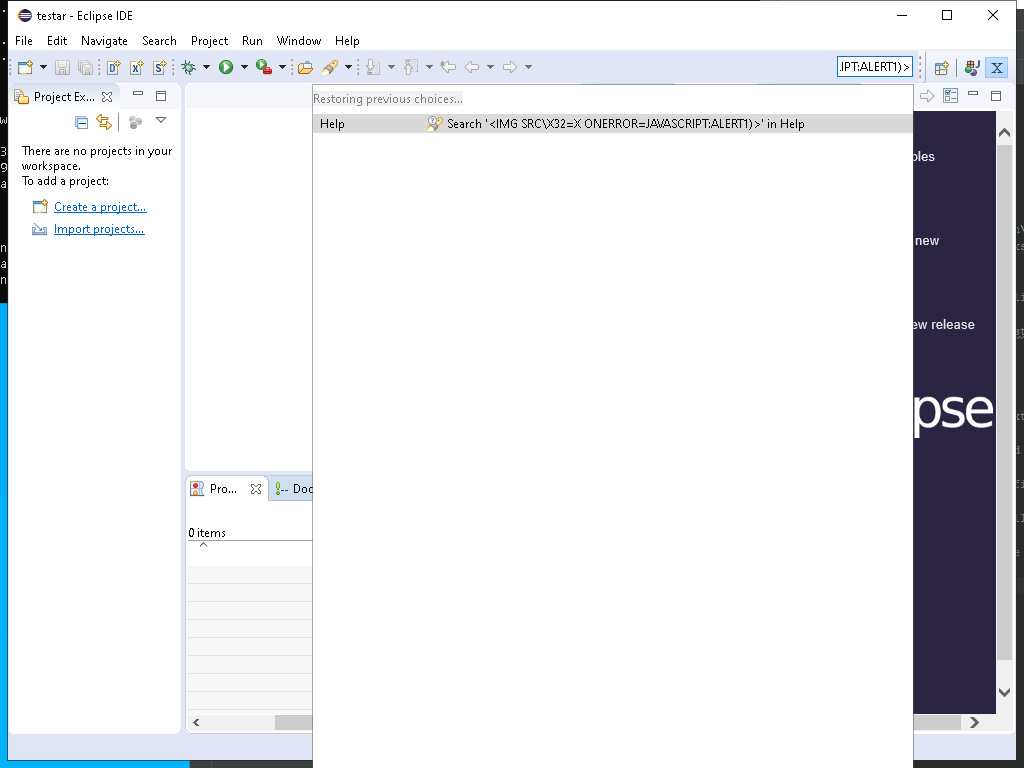 testar - Eclipse IDE
File Edit Navigate Search Project Run Window Help
IPT:ALERT1)>
Project Ex...
Restoring previous choices...
Help Search '<IMG SRC\X32=X ONERROR=JAVASCRIPT:ALERT1)>' in Help
There are no projects in your
workspace.
To add a project:
Create a project...
Import projects...
ples
new
ew release
pse
Pro...
Doc
0 items